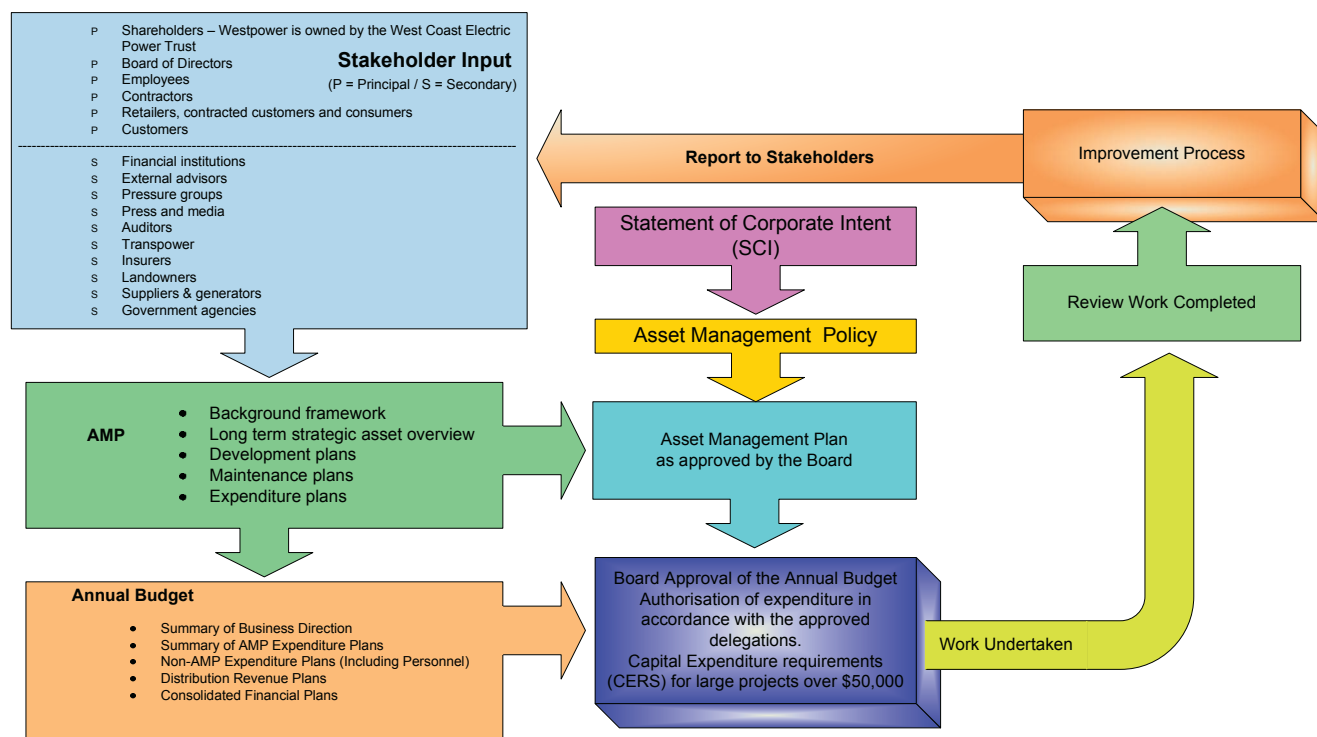 P Shareholders – Westpower is owned by the West Coast Electric
Power Trust
P Board of Directors
P Employees
P Contractors
P Retailers, contracted customers and consumers
P Customers
Stakeholder Input
(P = Principal / S = Secondary)
S Financial institutions
S External advisors
S Pressure groups
S Press and media
S Auditors
S Transpower
S Insurers
S Landowners
S Suppliers & generators
S Government agencies
Report to Stakeholders
Improvement Process
Statement of Corporate Intent
(SCI)
Review Work Completed
Asset Management Policy
AMP
• Background framework
• Long term strategic asset overview
• Development plans
• Maintenance plans
• Expenditure plans
Asset Management Plan
as approved by the Board
Annual Budget
• Summary of Business Direction
• Summary of AMP Expenditure Plans
• Non-AMP Expenditure Plans (Including Personnel)
• Distribution Revenue Plans
• Consolidated Financial Plans
Board Approval of the Annual Budget
Authorisation of expenditure in
accordance with the approved
delegations.
Capital Expenditure requirements
(CERS) for large projects over $50,000
Work Undertaken